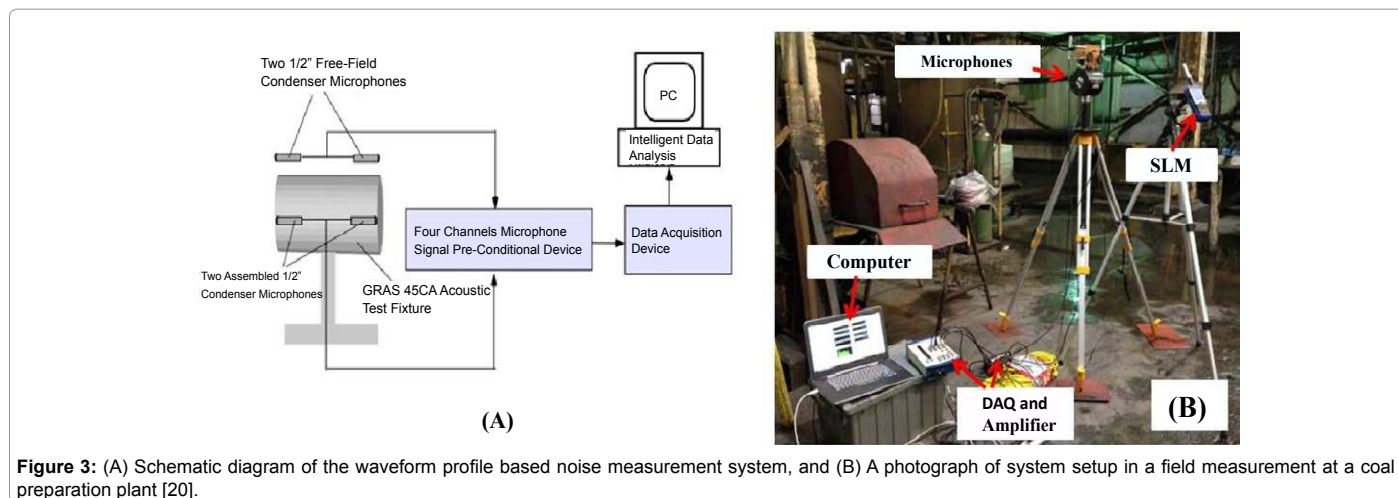 Two 1/2” Free-Field
Condenser Microphones
PC
Intelligent Data
Analysis
Four Channels Microphone
Signal Pre-Conditional Device
Data Acquisition
Device
Two Assembled 1/2”
Condenser Microphones
GRAS 45CA Acoustic
Test Fixture
(A)
Microphones
SLM
Computer
DAQ and
Amplifier
(B)
Figure 3: (A) Schematic diagram of the waveform profile based noise measurement system, and (B) A photograph of system setup in a field measurement at a coal
preparation plant [20].